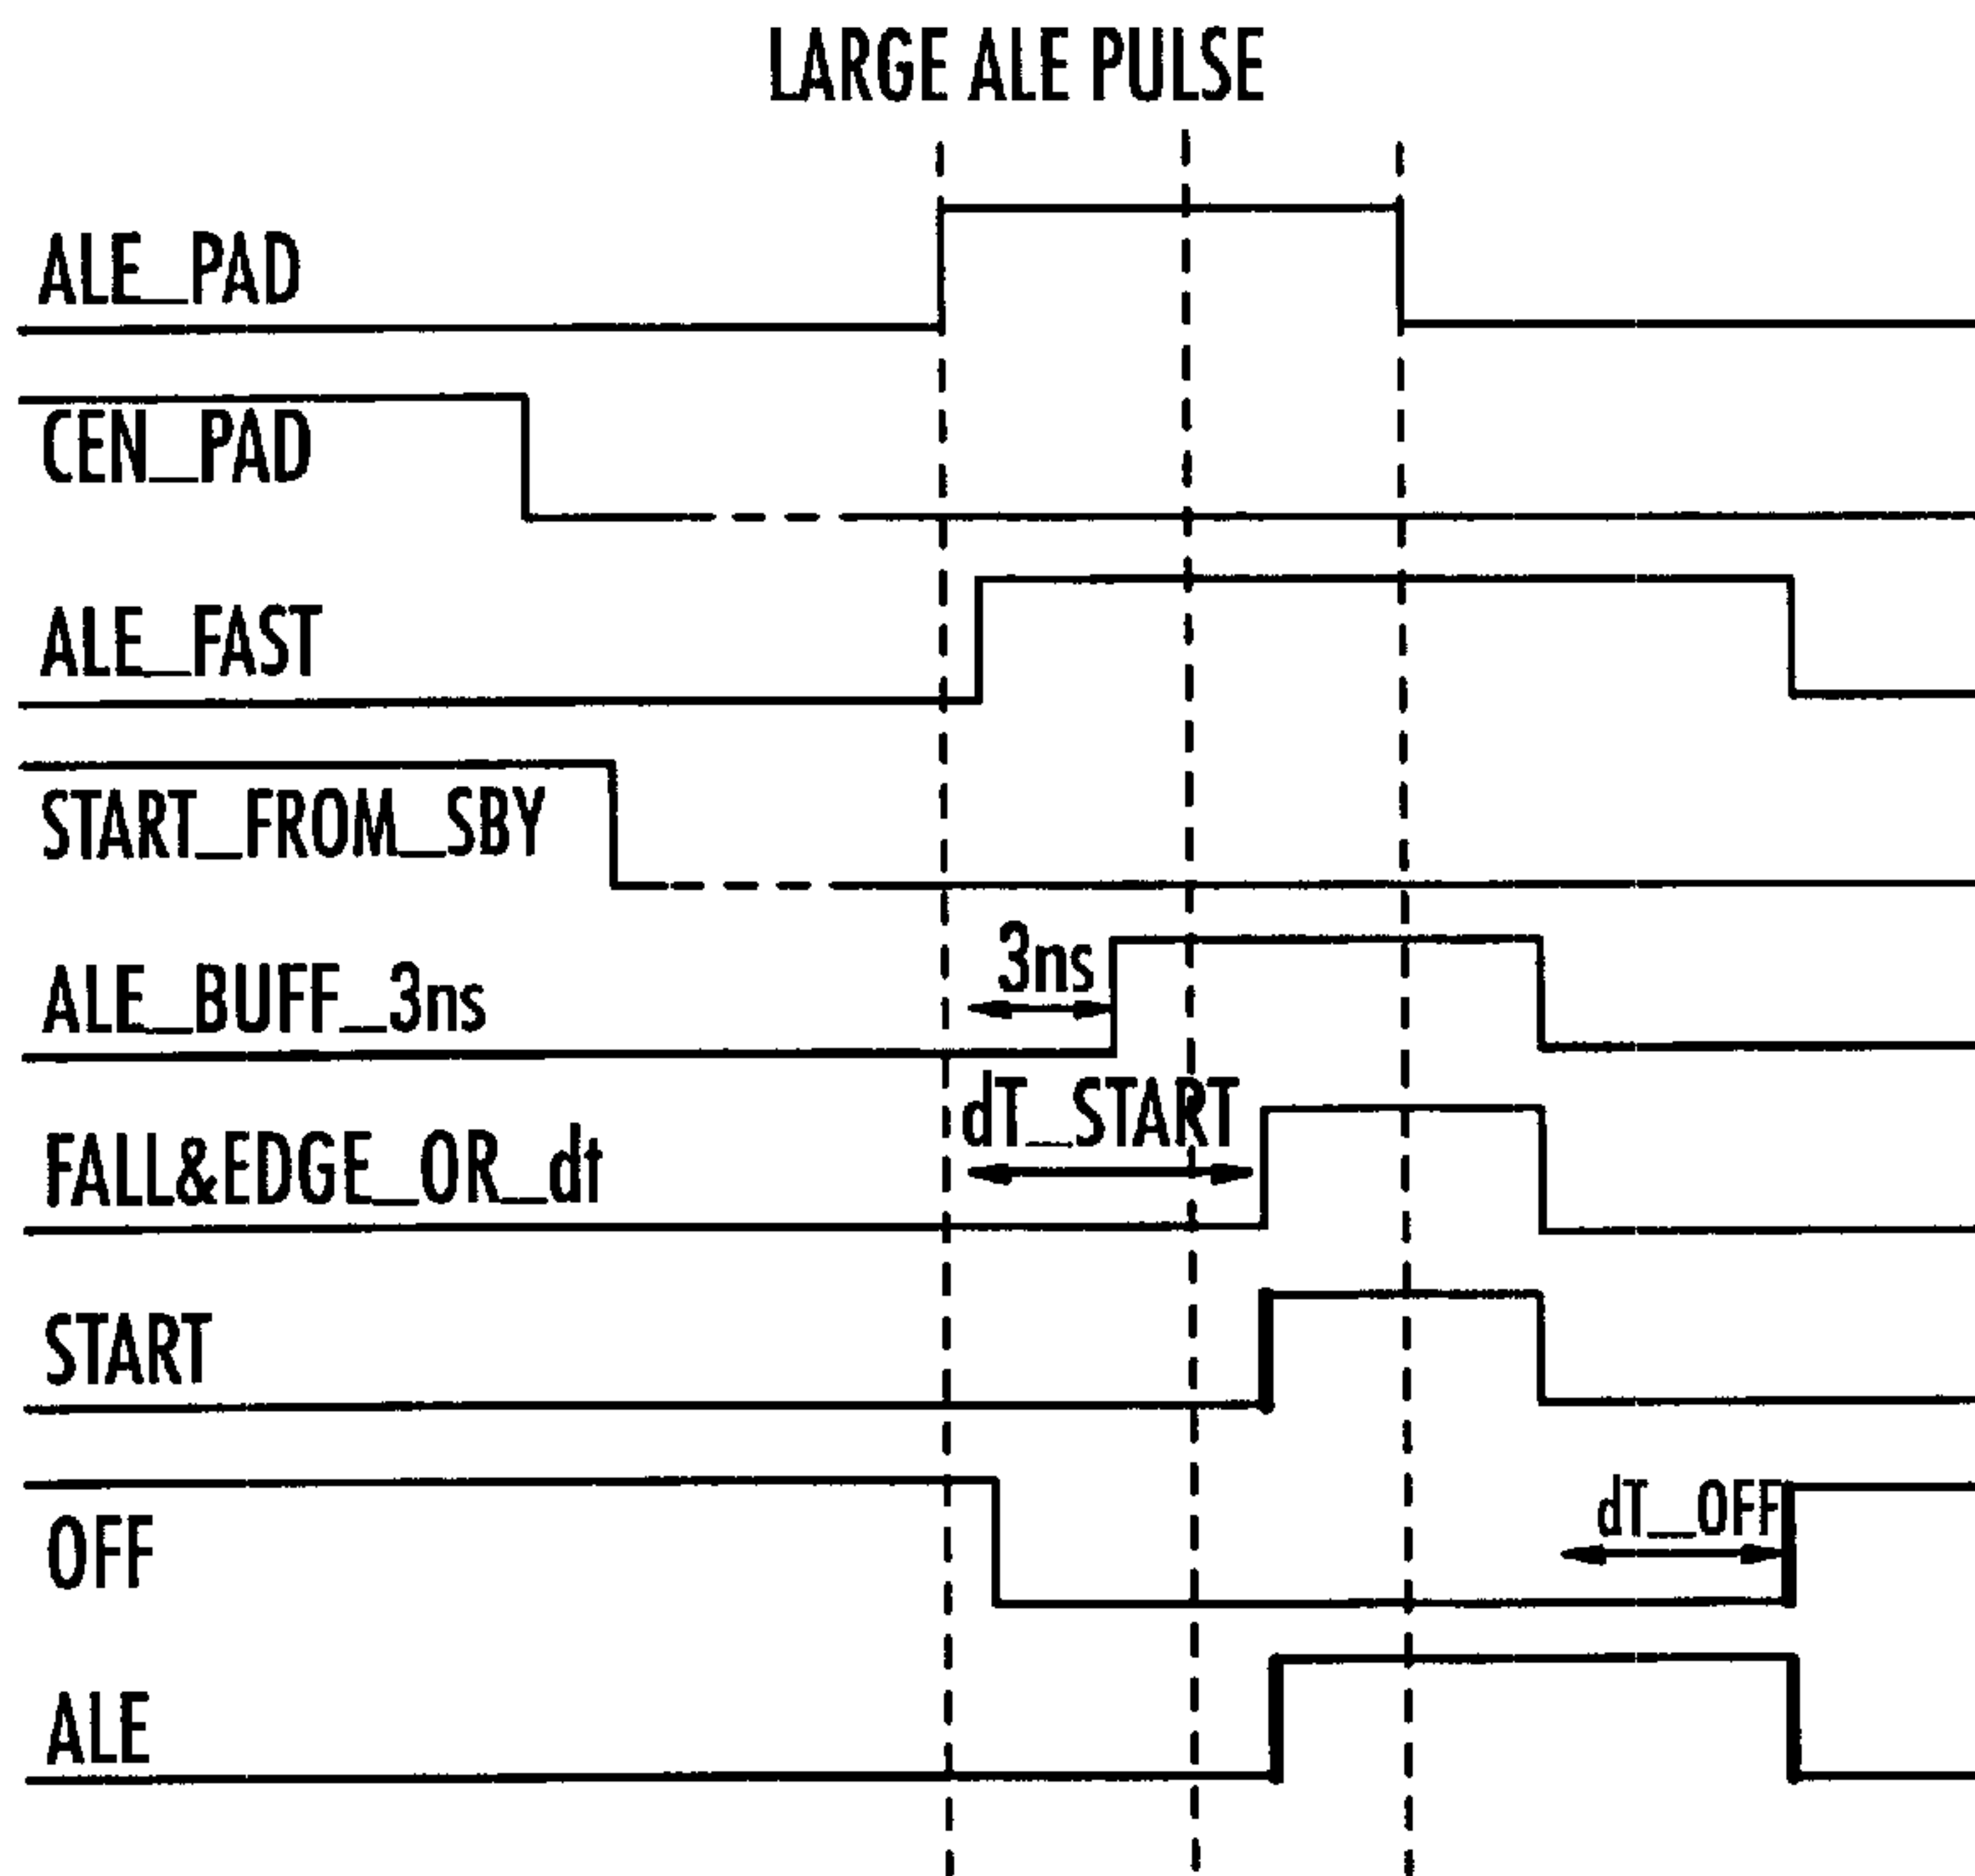 LARGE ALE PULSE
ALE_PAD
CEN_PAD
ALE_FAST
START_FROM_SBY
3ns
ALE_BUFF_3ns
dT_START
FALL&EDGE_OR_dt
START
dT_OFF
OFF
ALE